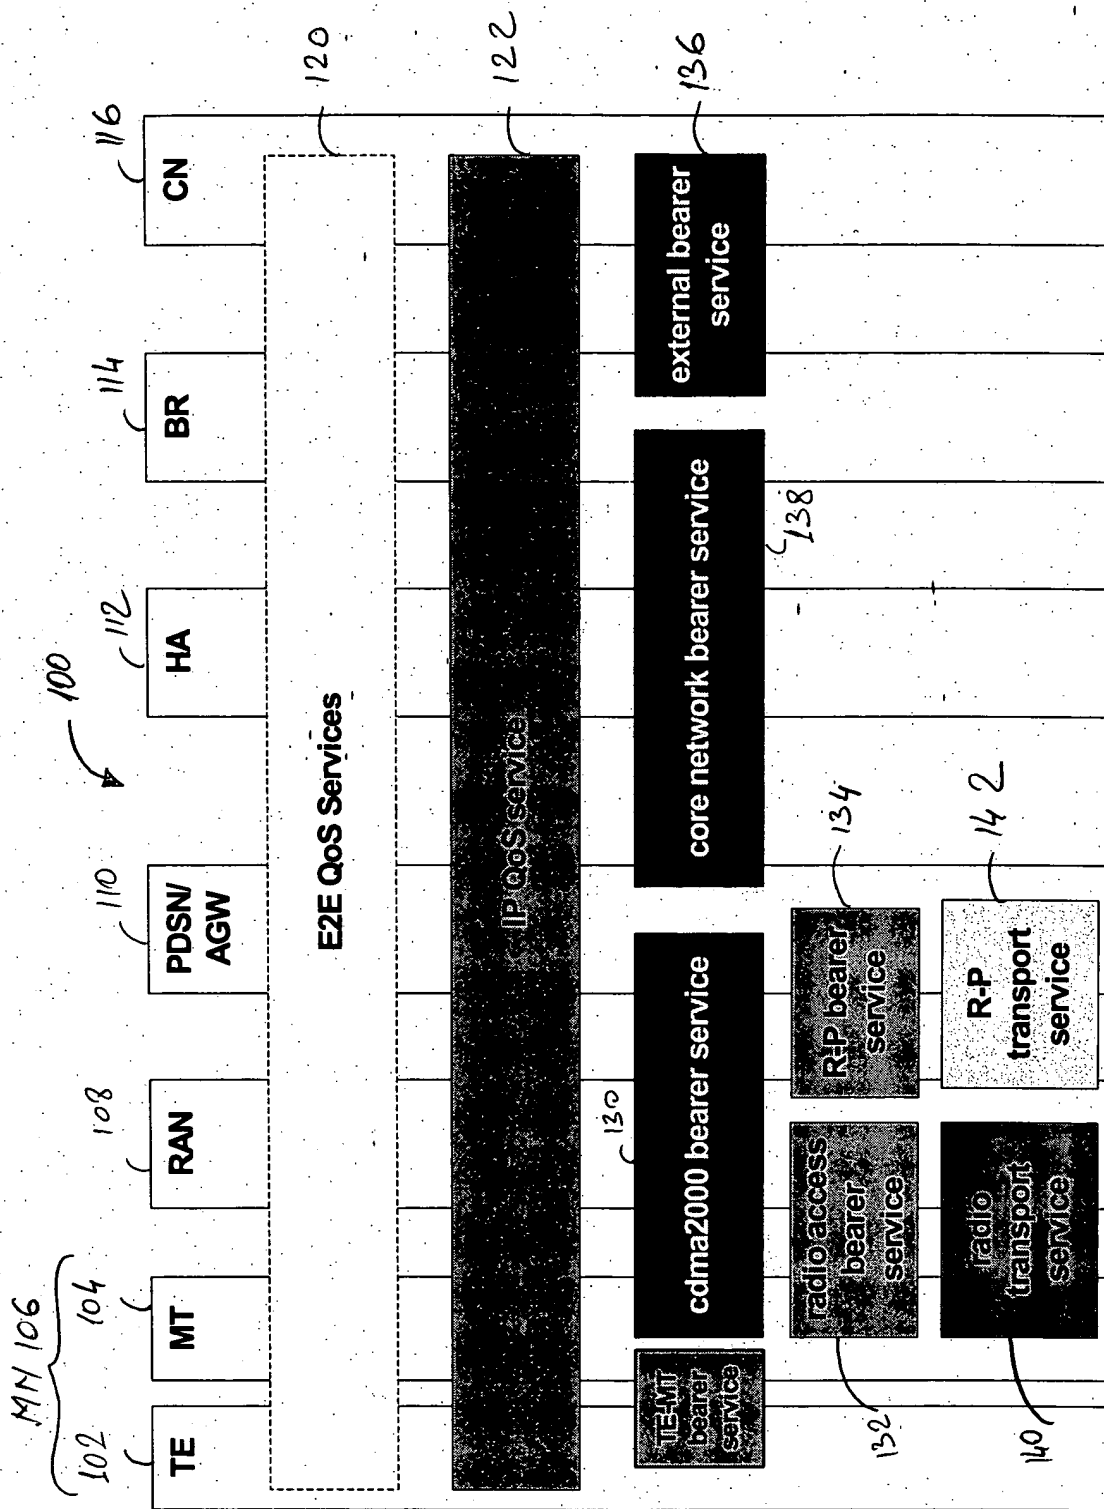 MN 106
100
102
104
108
110
112
114
116
TE
MT
RAN
PDSN/
AGW
HA
BR
CN
E2E QoS Services
120
IP QoS service
122
130
TE-MT
bearer
service
cdma2000 bearer service
core network bearer service
external bearer
service
136
138
radio access
bearer
service
R-P bearer
service
134
132
radio
transport
service
R-P
transport
service
142
140